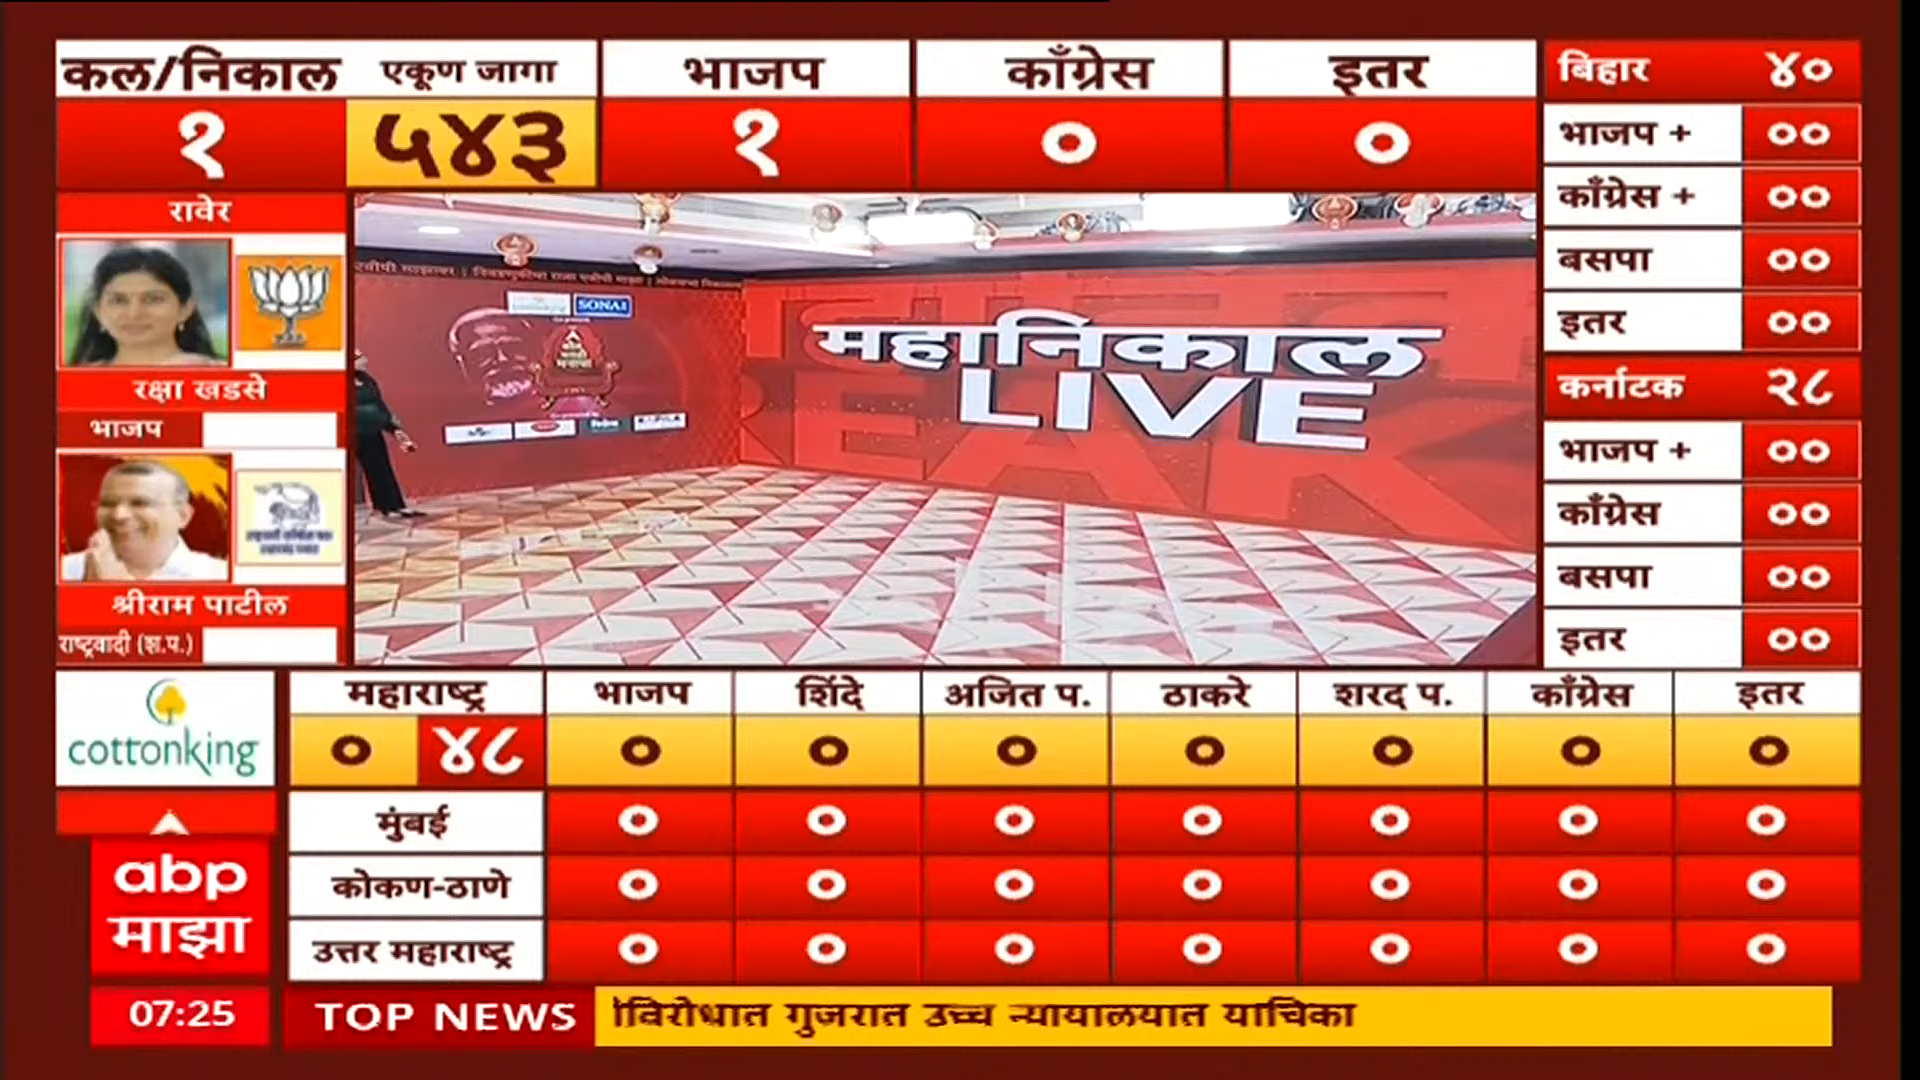 कल/निकाल एकूण जागा भाजप काँग्रेस इतर
१ ५४३ १ ० ०
रावेर
रक्षा खडसे
भाजप
श्रीराम पाटील
राष्ट्रवादी (श.प.)
SONAI
महानिकाल
LIVE
बिहार ४०
भाजप + ००
काँग्रेस + ००
बसपा ००
इतर ००
कर्नाटक २८
भाजप + ००
काँग्रेस ००
बसपा ००
इतर ००
cottonking
महाराष्ट्र भाजप शिंदे अजित प. ठाकरे शरद प. काँग्रेस इतर
० ४८ ० ० ० ० ० ० ०
मुंबई ० ० ० ० ० ० ०
कोकण-ठाणे ० ० ० ० ० ० ०
उत्तर महाराष्ट्र ० ० ० ० ० ० ०
abp
माझा
07:25
TOP NEWS
विरोधात गुजरात उच्च न्यायालयात याचिका